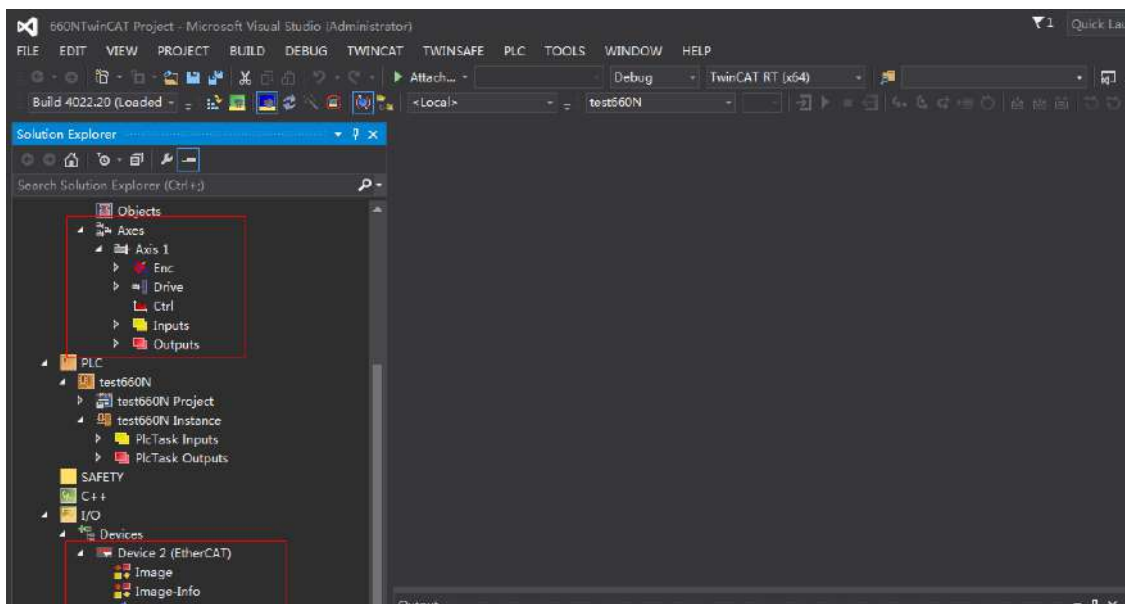 660NTwinCAT Project - Microsoft Visual Studio (Administrator)
1 Quick Lau
FILE EDIT VIEW PROJECT BUILD DEBUG TWINCAT TWINSAFE PLC TOOLS WINDOW HELP
Attach... Debug TwinCAT RT (x64)
Build 4022.20 (Loaded <Local> test660N
Solution Explorer
Search Solution Explorer (Ctrl+;)
Objects
Axes
Axis 1
Enc
Drive
Ctrl
Inputs
Outputs
PLC
test660N
test660N Project
test660N Instance
PlcTask Inputs
PlcTask Outputs
SAFETY
C++
I/O
Devices
Device 2 (EtherCAT)
Image
Image-Info
Output